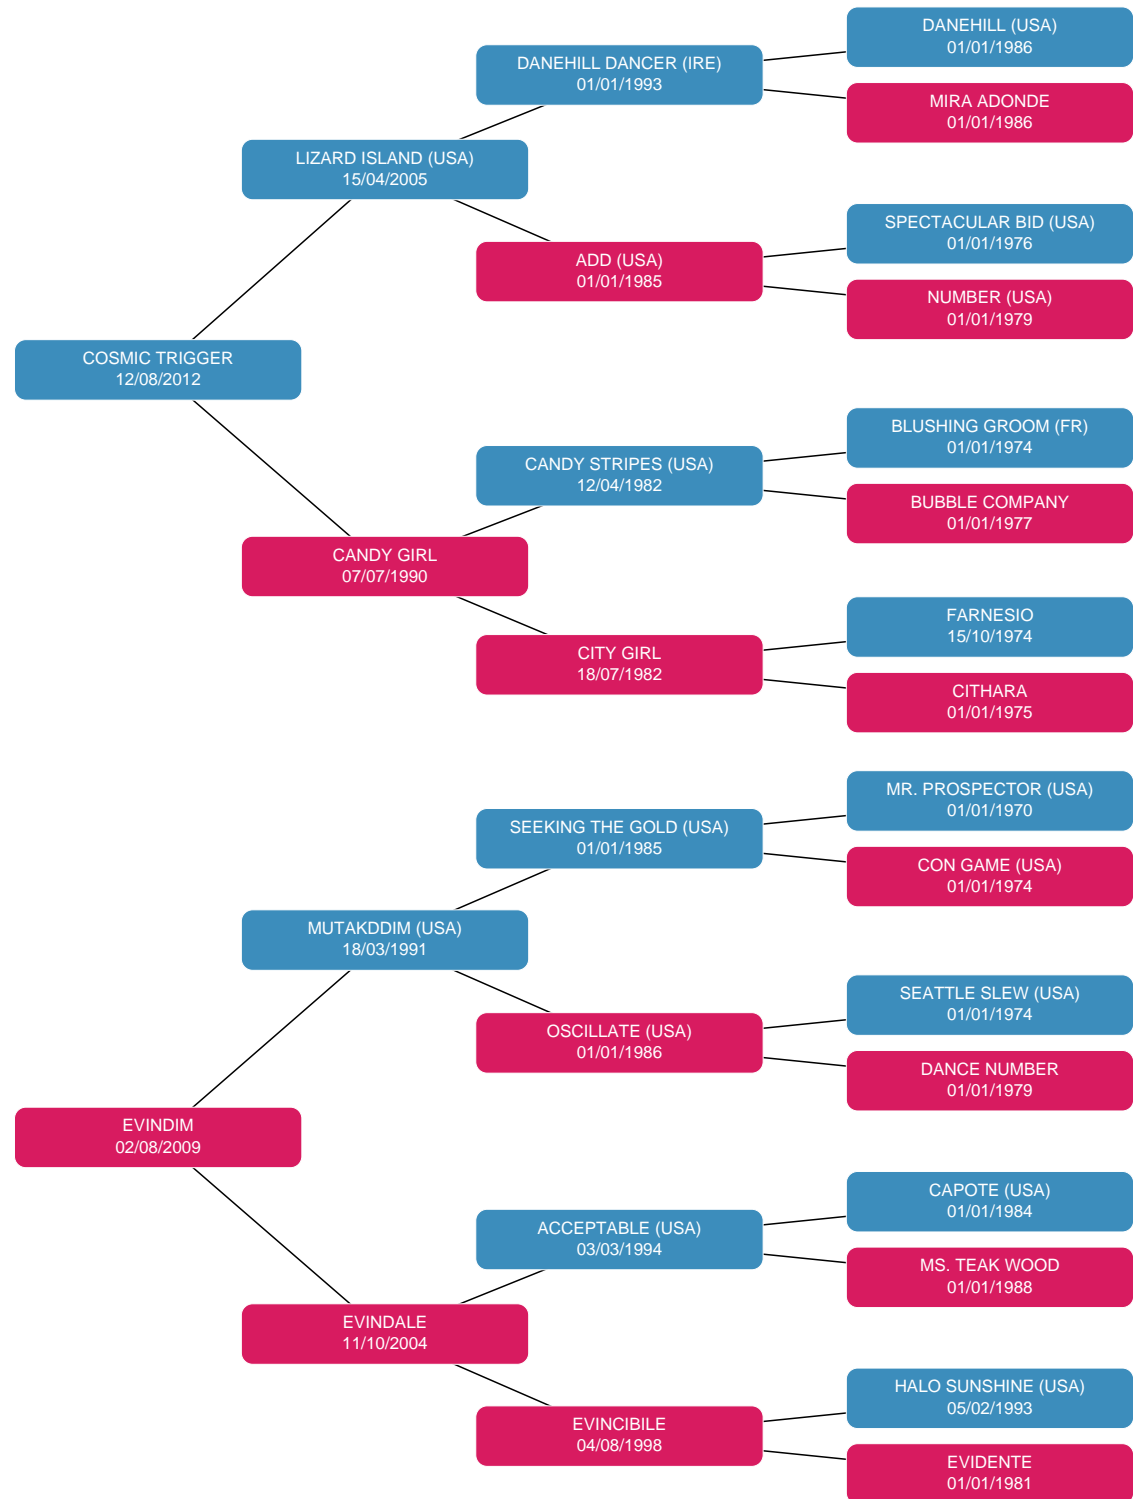 DANEHILL (USA)
01/01/1986
DANEHILL DANCER (IRE)
01/01/1993
MIRA ADONDE
01/01/1986
LIZARD ISLAND (USA)
15/04/2005
SPECTACULAR BID (USA)
01/01/1976
ADD (USA)
01/01/1985
NUMBER (USA)
01/01/1979
COSMIC TRIGGER
12/08/2012
BLUSHING GROOM (FR)
01/01/1974
CANDY STRIPES (USA)
12/04/1982
BUBBLE COMPANY
01/01/1977
CANDY GIRL
07/07/1990
FARNESIO
15/10/1974
CITY GIRL
18/07/1982
CITHARA
01/01/1975
MR. PROSPECTOR (USA)
01/01/1970
SEEKING THE GOLD (USA)
01/01/1985
CON GAME (USA)
01/01/1974
MUTAKDDIM (USA)
18/03/1991
SEATTLE SLEW (USA)
01/01/1974
OSCILLATE (USA)
01/01/1986
DANCE NUMBER
01/01/1979
EVINDIM
02/08/2009
CAPOTE (USA)
01/01/1984
ACCEPTABLE (USA)
03/03/1994
MS. TEAK WOOD
01/01/1988
EVINDALE
11/10/2004
HALO SUNSHINE (USA)
05/02/1993
EVINCIBILE
04/08/1998
EVIDENTE
01/01/1981